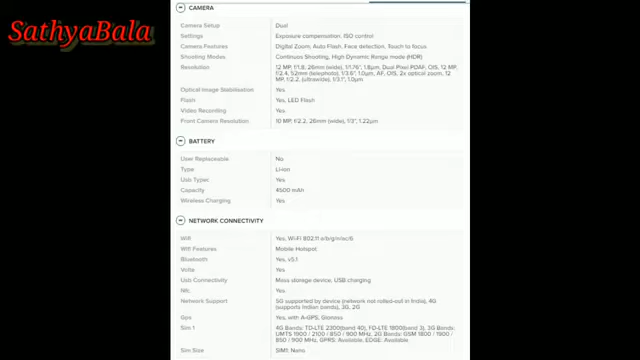 SathyaBala
CAMERA
Camera Setup Dual
Settings Exposure compensation, ISO control
Camera Features Digital Zoom, Auto Flash, Face detection, Touch to focus
Shooting Modes Continuos Shooting, High Dynamic Range mode (HDR)
Resolution 12 MP, f/1.8, 26mm (wide), 1/1.76", 1.8µm, Dual Pixel PDAF, OIS, 12 MP,
f/2.4, 52mm (telephoto), 1/3.6", 1.0µm, AF, OIS, 2x optical zoom, 12
MP, f/2.2, (ultrawide), 1/3.1", 1.0µm
Optical Image Stabilisation Yes
Flash Yes, LED Flash
Video Recording Yes
Front Camera Resolution 10 MP, f/2.2, 26mm (wide), 1/3", 1.22µm
BATTERY
User Replaceable No
Type Li-ion
Usb Typec Yes
Capacity 4500 mAh
Wireless Charging Yes
NETWORK CONNECTIVITY
Wifi Yes, Wi-Fi 802.11 a/b/g/n/ac/6
Wifi Features Mobile Hotspot
Bluetooth Yes, v5.1
Volte Yes
Usb Connectivity Mass storage device, USB charging
Nfc Yes
Network Support 5G supported by device (network not rolled-out in India), 4G
(supports Indian bands), 3G, 2G
Gps Yes, with A-GPS, Glonass
Sim 1 4G Bands: TD-LTE 2300(band 40), FD-LTE 1800(band 3), 3G Bands:
UMTS 1900 / 2100 / 850 / 900 MHz, 2G Bands: GSM 1800 / 1900 /
850 / 900 MHz, GPRS: Available, EDGE: Available
Sim Size SIM1: Nano